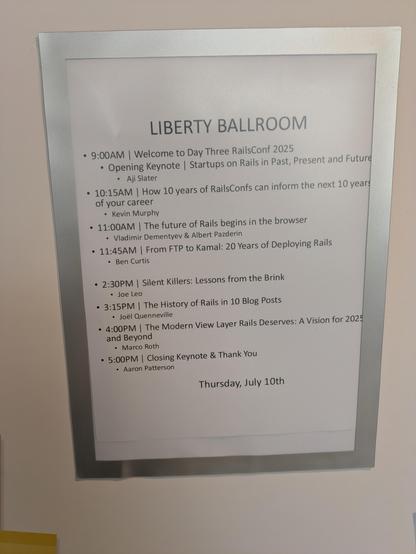 LIBERTY BALLROOM
• 9:00AM | Welcome to Day Three RailsConf 2025
• Opening Keynote | Startups on Rails in Past, Present and Future
• Aji Slater
• 10:15AM | How 10 years of RailsConfs can inform the next 10 years
of your career
• Kevin Murphy
• 11:00AM | The future of Rails begins in the browser
• Vladimir Dementyev & Albert Pazderin
• 11:45AM | From FTP to Kamal: 20 Years of Deploying Rails
• Ben Curtis
• 2:30PM | Silent Killers: Lessons from the Brink
• Joe Leo
• 3:15PM | The History of Rails in 10 Blog Posts
• Joël Quenneville
• 4:00PM | The Modern View Layer Rails Deserves: A Vision for 2025
and Beyond
• Marco Roth
• 5:00PM | Closing Keynote & Thank You
• Aaron Patterson
Thursday, July 10th